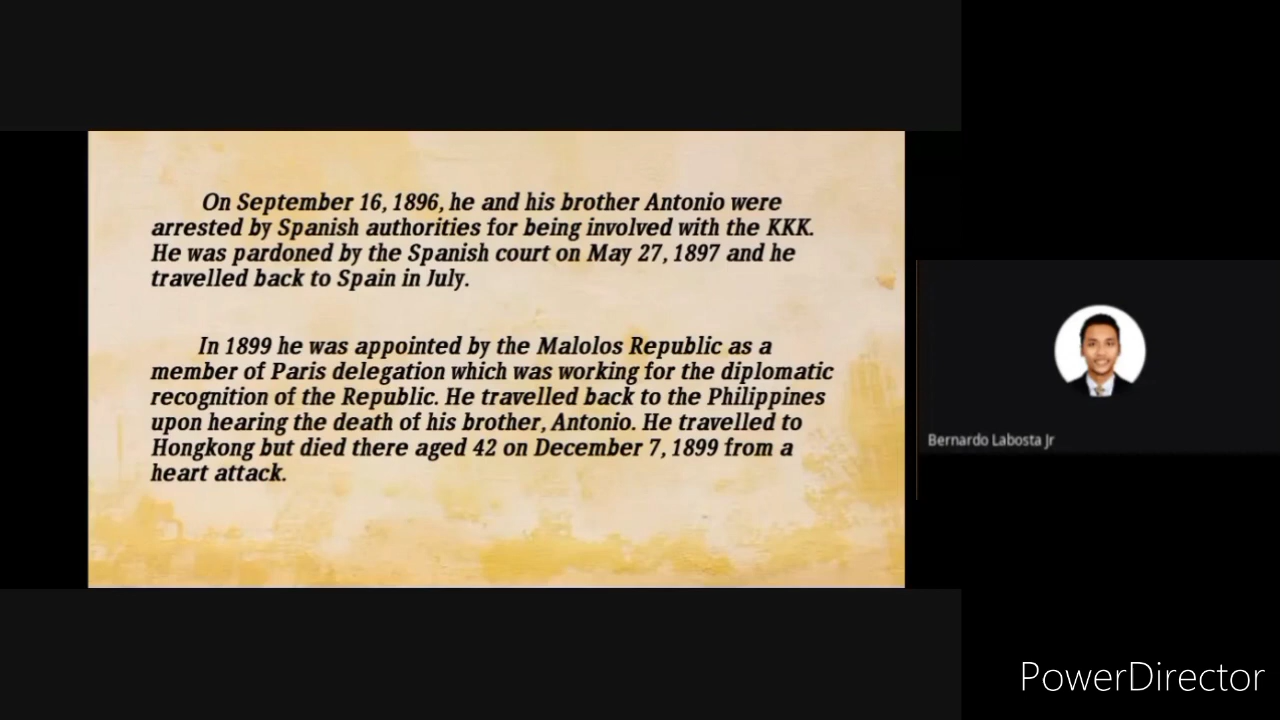 On September 16, 1896, he and his brother Antonio were
arrested by Spanish authorities for being involved with the KKK.
He was pardoned by the Spanish court on May 27, 1897 and he
travelled back to Spain in July.
In 1899 he was appointed by the Malolos Republic as a
member of Paris delegation which was working for the diplomatic
recognition of the Republic. He travelled back to the Philippines
upon hearing the death of his brother, Antonio. He travelled to
Hongkong but died there aged 42 on December 7, 1899 from a
heart attack.
Bernardo Labosta Jr
PowerDirector